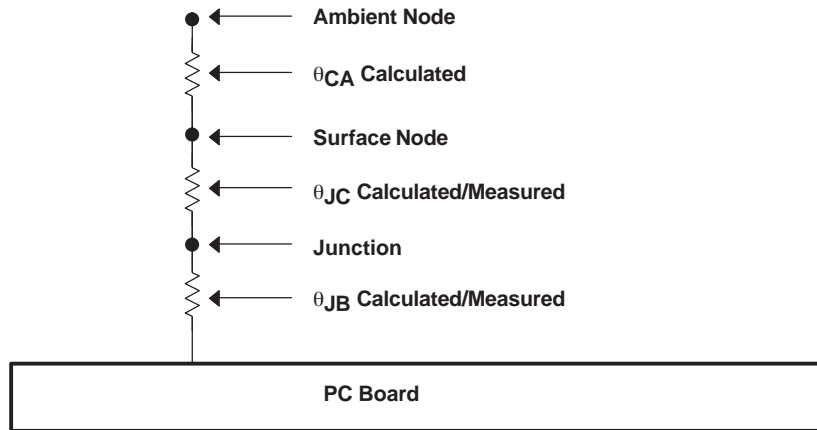 Ambient Node
θCA Calculated
Surface Node
θJC Calculated/Measured
Junction
θJB Calculated/Measured
PC Board